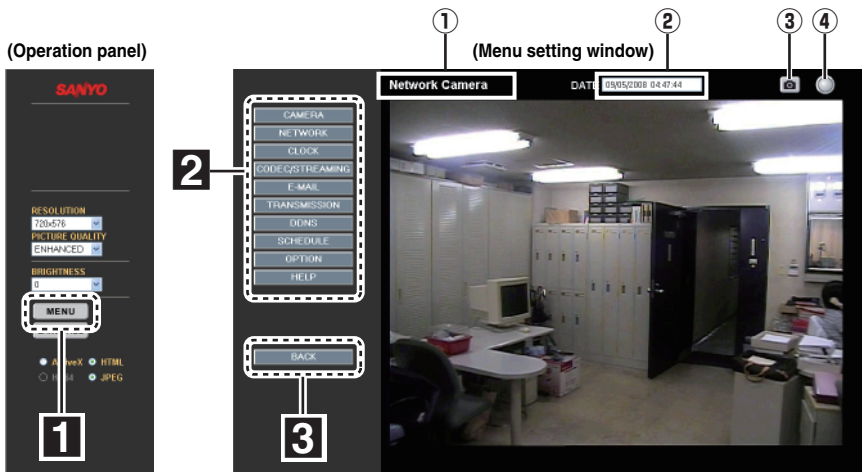 ① ② ③ ④
(Operation panel)
(Menu setting window)
SANYO
Network Camera
DATE 09/05/2008 04:47:44
CAMERA
NETWORK
CLOCK
2
CODEC/STREAMING
E-MAIL
TRANSMISSION
DDNS
SCHEDULE
OPTION
HELP
RESOLUTION
720x576
PICTURE QUALITY
ENHANCED
BRIGHTNESS
0
MENU
BACK
HTML
JPEG
1
3